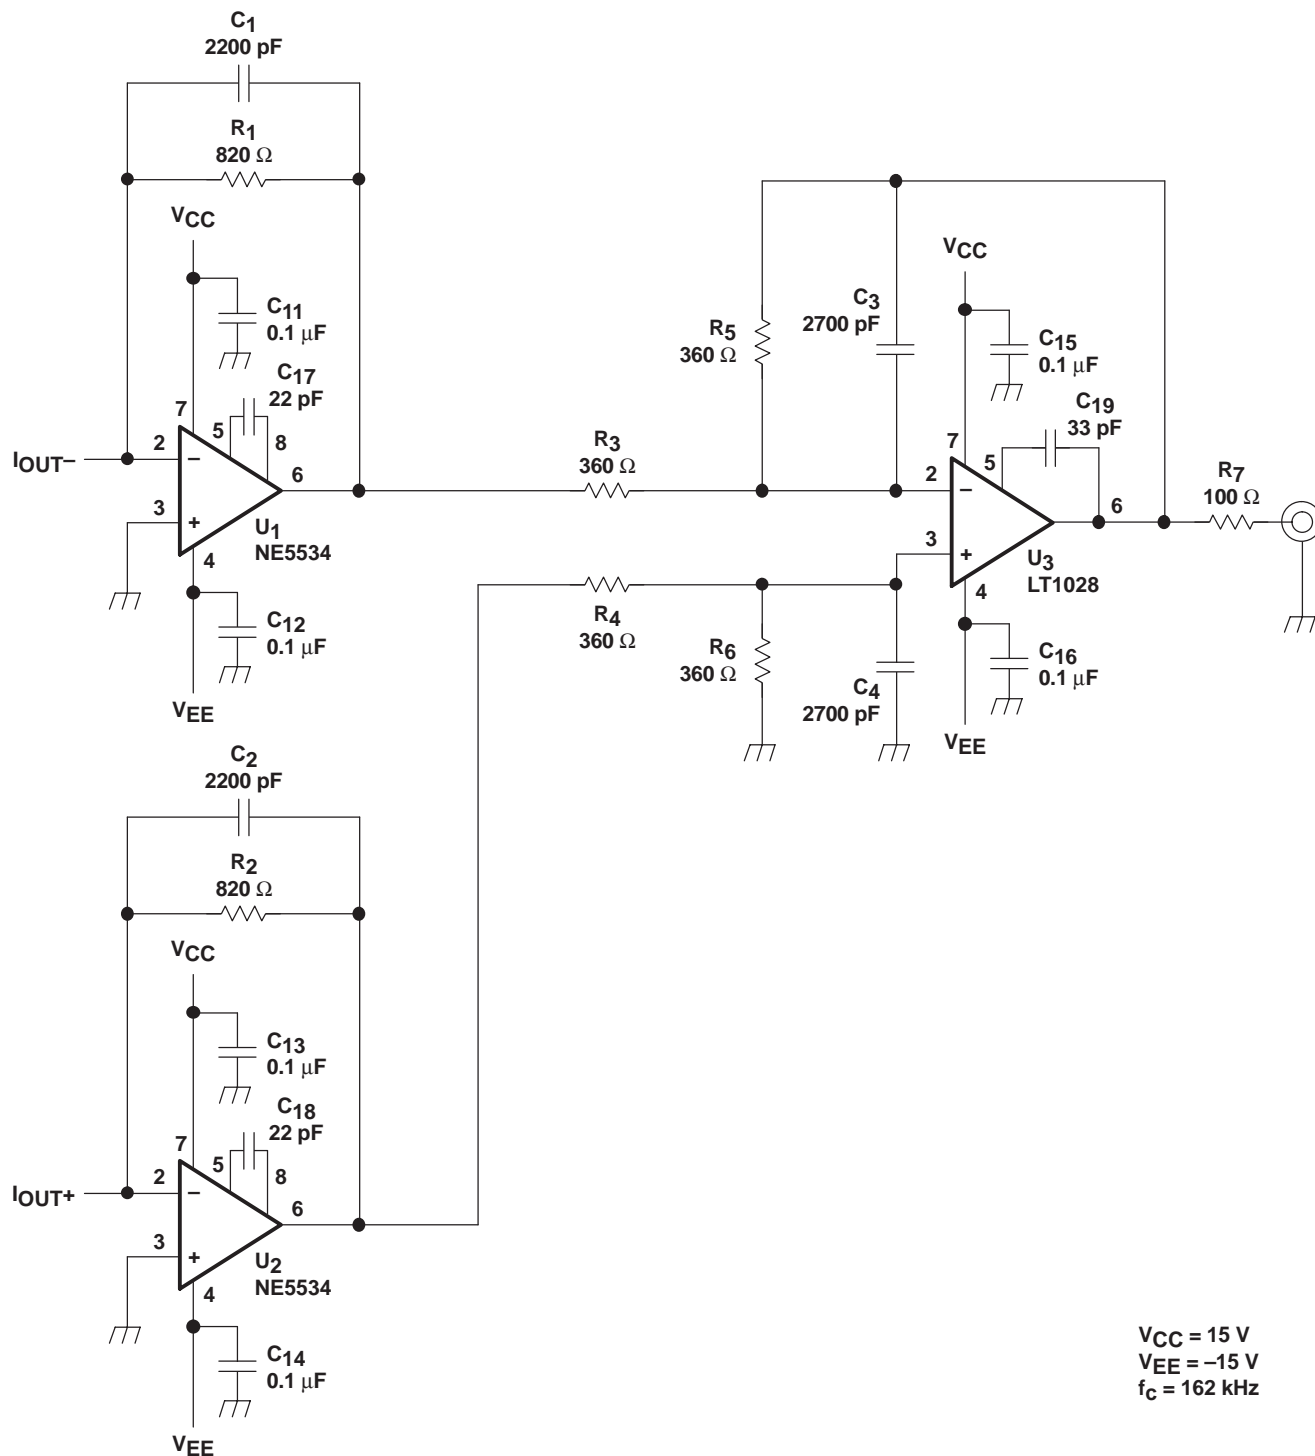 C1
2200 pF
R1
820 Ω
VCC
C11
0.1 μF
C17
22 pF
7
5
8
2
–
6
IOUT–
3
+
U1
NE5534
4
C12
0.1 μF
VEE
R3
360 Ω
R5
360 Ω
C3
2700 pF
VCC
C15
0.1 μF
C19
33 pF
7
5
2
–
6
R7
100 Ω
3
+
U3
LT1028
4
R4
360 Ω
R6
360 Ω
C4
2700 pF
C16
0.1 μF
VEE
C2
2200 pF
R2
820 Ω
VCC
C13
0.1 μF
C18
22 pF
7
5
8
2
–
6
IOUT+
3
+
U2
NE5534
4
C14
0.1 μF
VEE
VCC = 15 V
VEE = –15 V
fc = 162 kHz